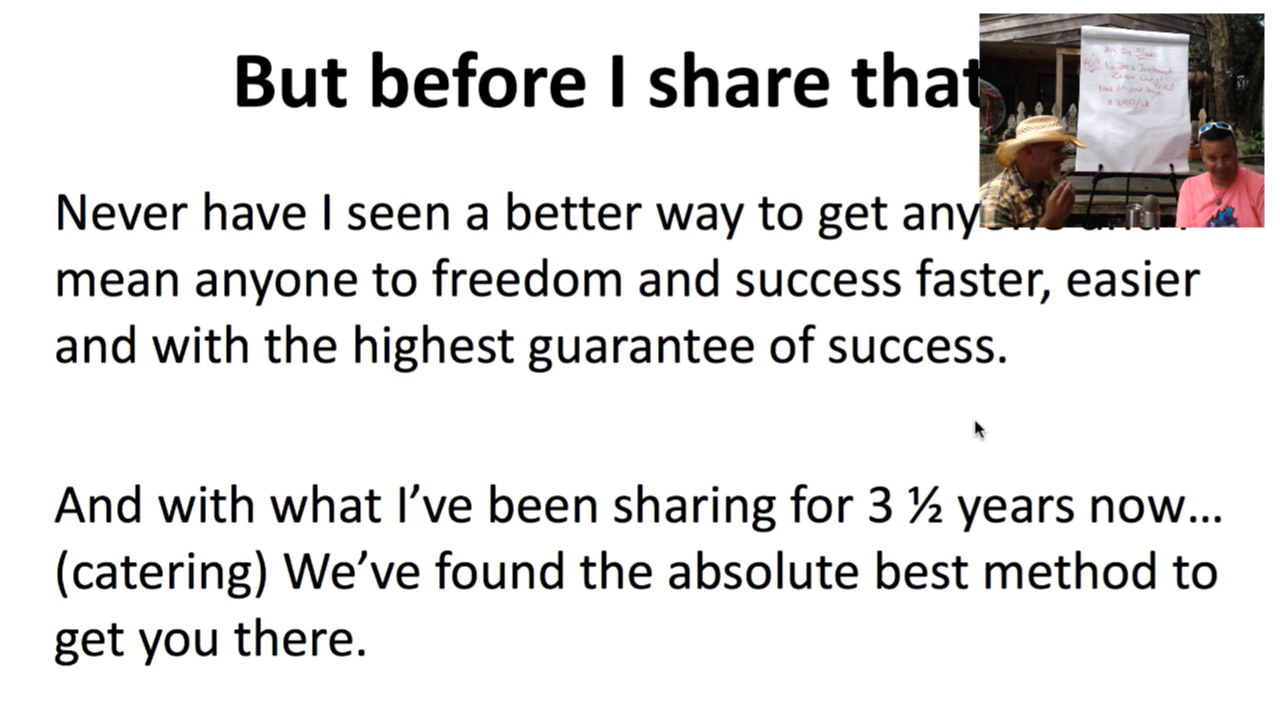 But before I share that
Never have I seen a better way to get any
mean anyone to freedom and success faster, easier
and with the highest guarantee of success.
And with what I’ve been sharing for 3 ½ years now…
(catering) We’ve found the absolute best method to
get you there.